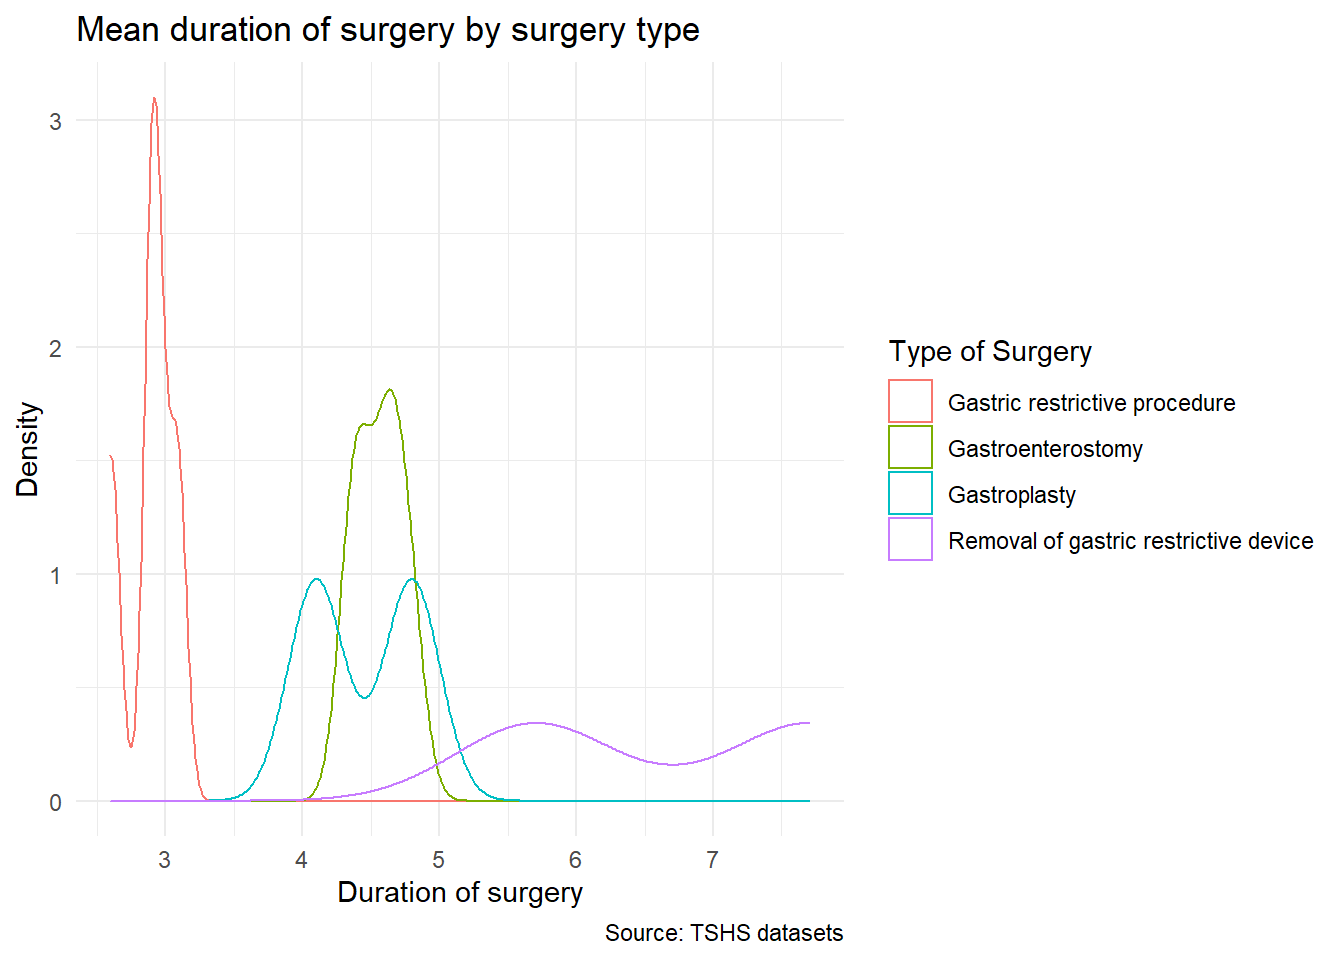 Mean duration of surgery by surgery type
3
2
1
0
Density
3 4 5 6 7
Duration of surgery
Source: TSHS datasets
Type of Surgery
Gastric restrictive procedure
Gastroenterostomy
Gastroplasty
Removal of gastric restrictive device